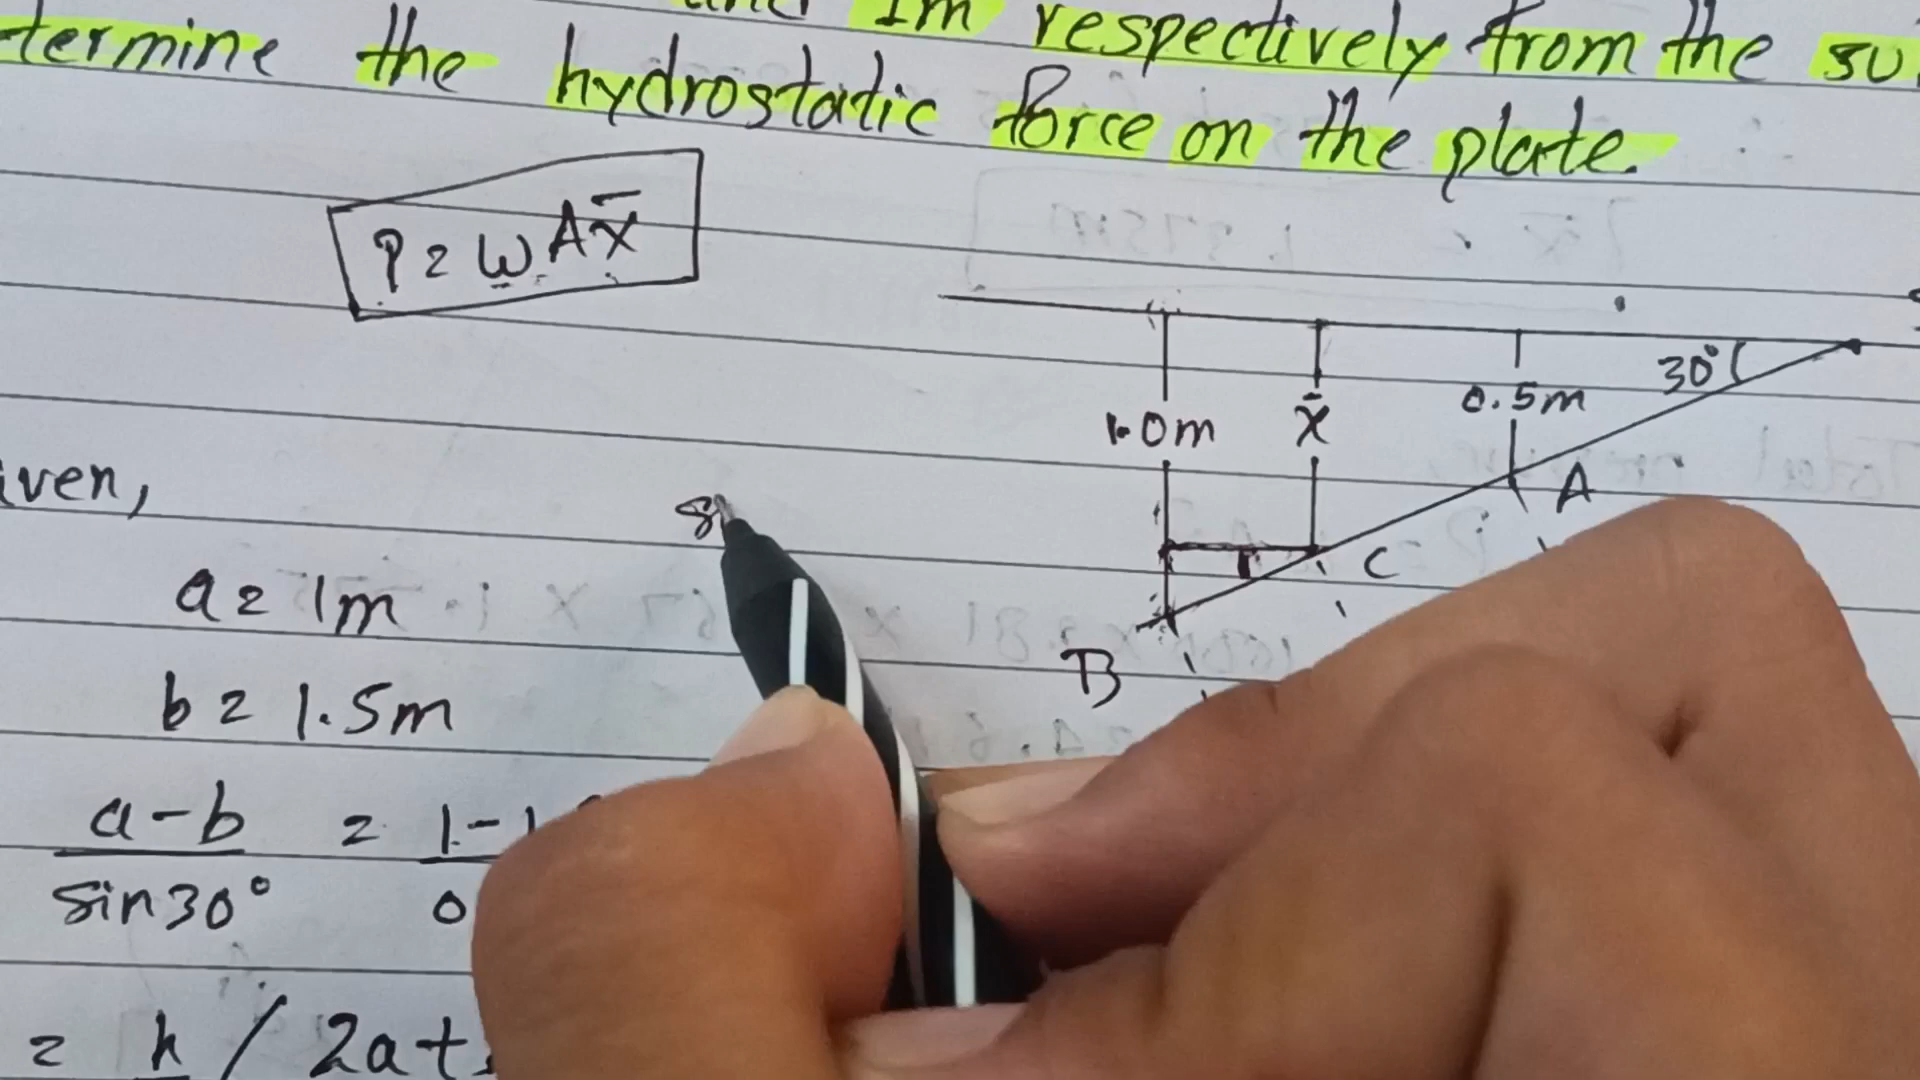 1m respectively from the su
termine the hydrostatic force on the plate.
P = wAx̄
30°
1.0m x̄ 0.5m
A
C
B
iven,
a = 1m
b = 1.5m
a-b = 1-1
sin30° 0
= h / 2a+